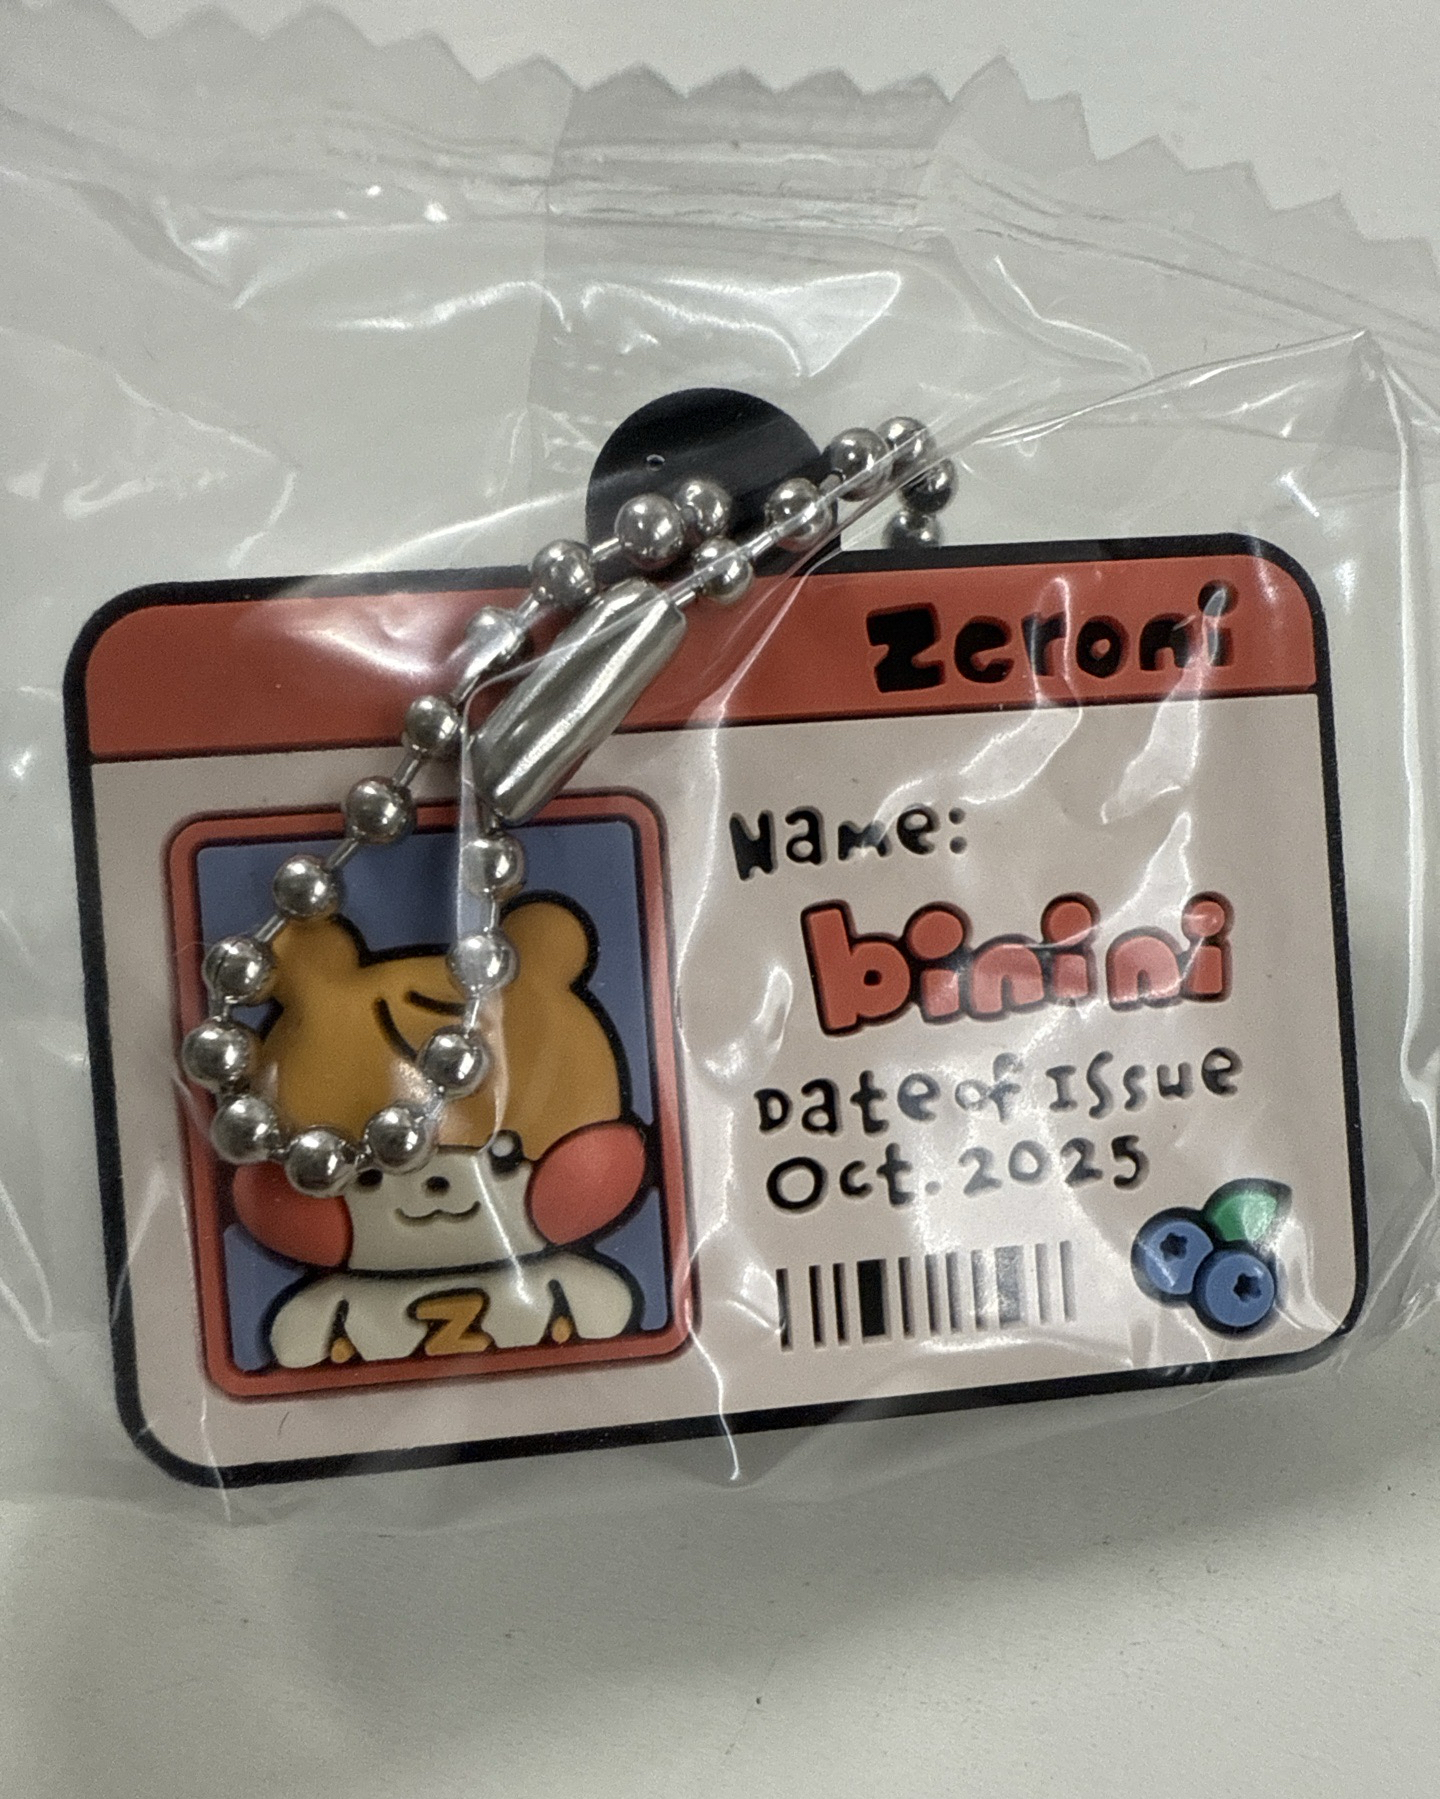 Zeroni
Name:
binini
Date of Issue
Oct. 2025
Z